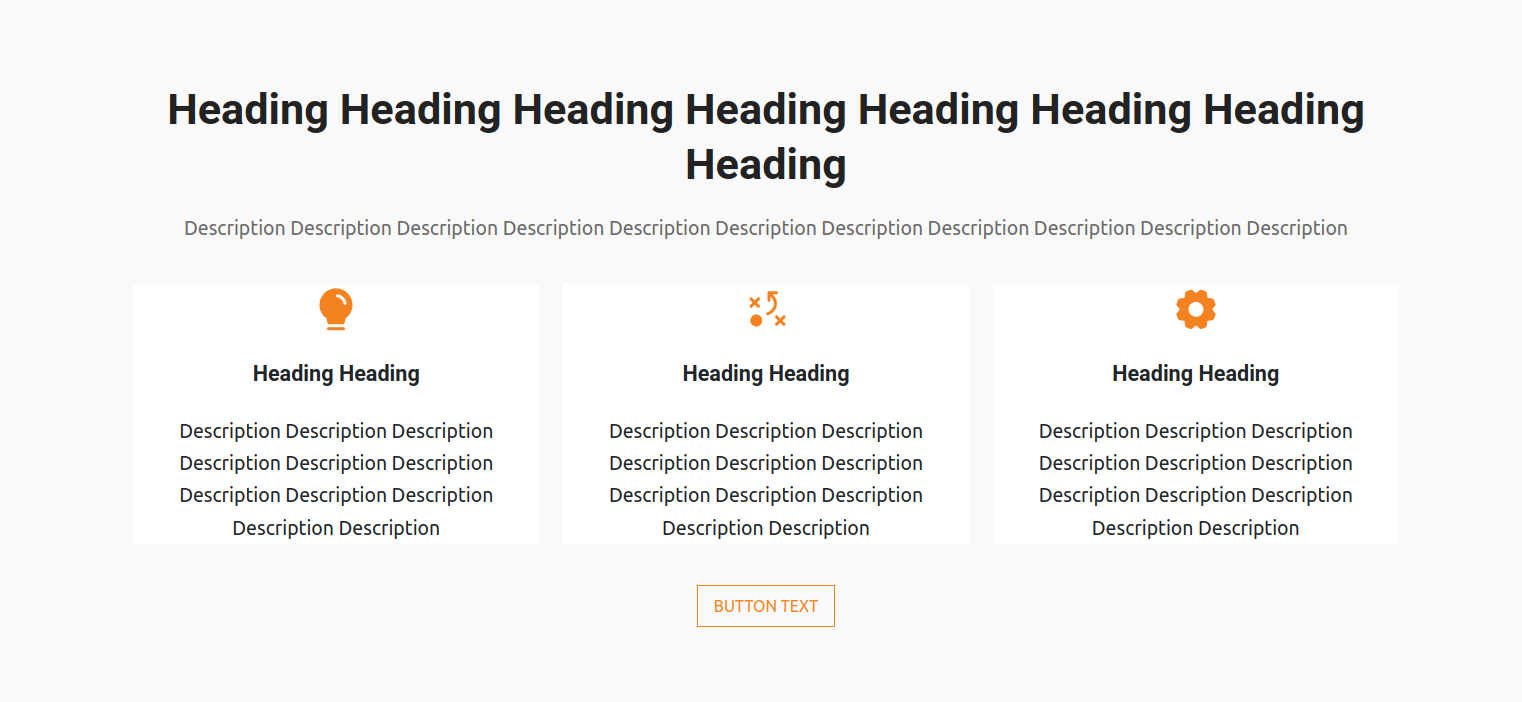 Heading Heading Heading Heading Heading Heading Heading
Heading
Description Description Description Description Description Description Description Description Description Description Description
Heading Heading
Description Description Description
Description Description Description
Description Description Description
Description Description
Heading Heading
Description Description Description
Description Description Description
Description Description Description
Description Description
Heading Heading
Description Description Description
Description Description Description
Description Description Description
Description Description
BUTTON TEXT